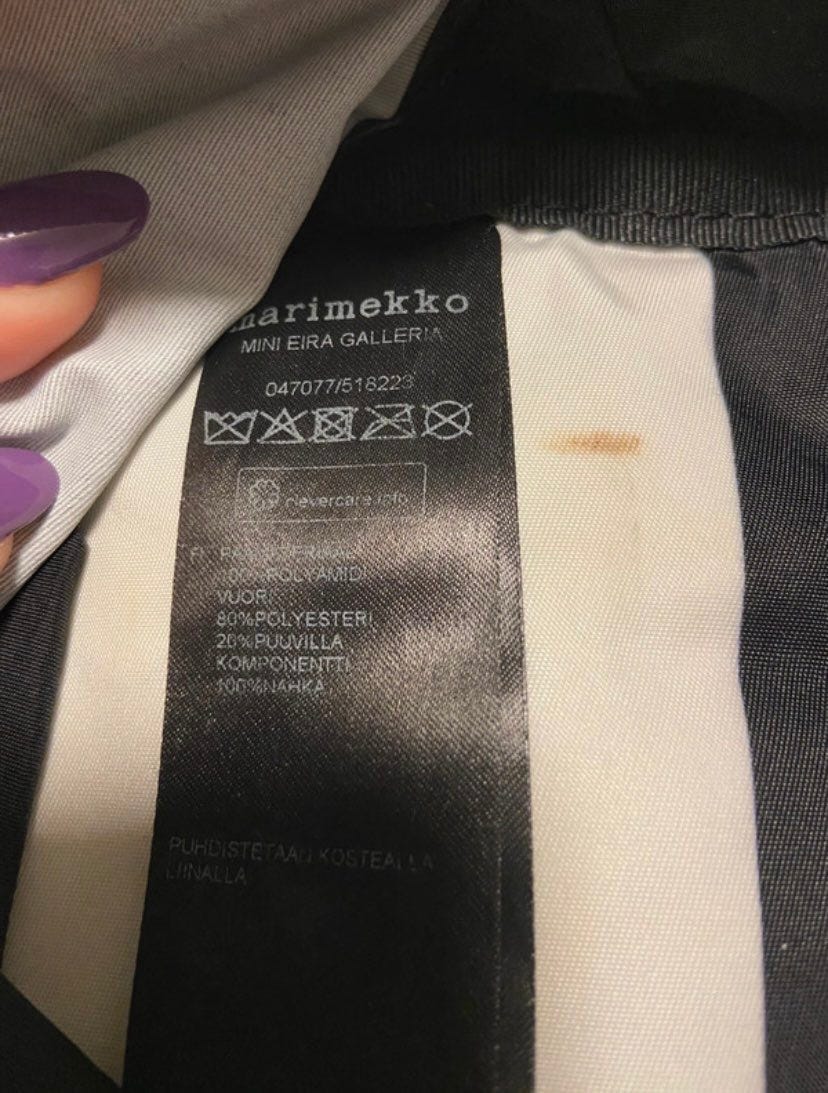 marimekko
MINI EIRA GALLERIA
047077/518223
clevercare.info
FI
100%POLYAMIDI
VUORI
80%POLYESTERI
20%PUUVILLA
KOMPONENTTI
100%NAHKA
PUHDISTETAAN KOSTEALLA
LIINALLA